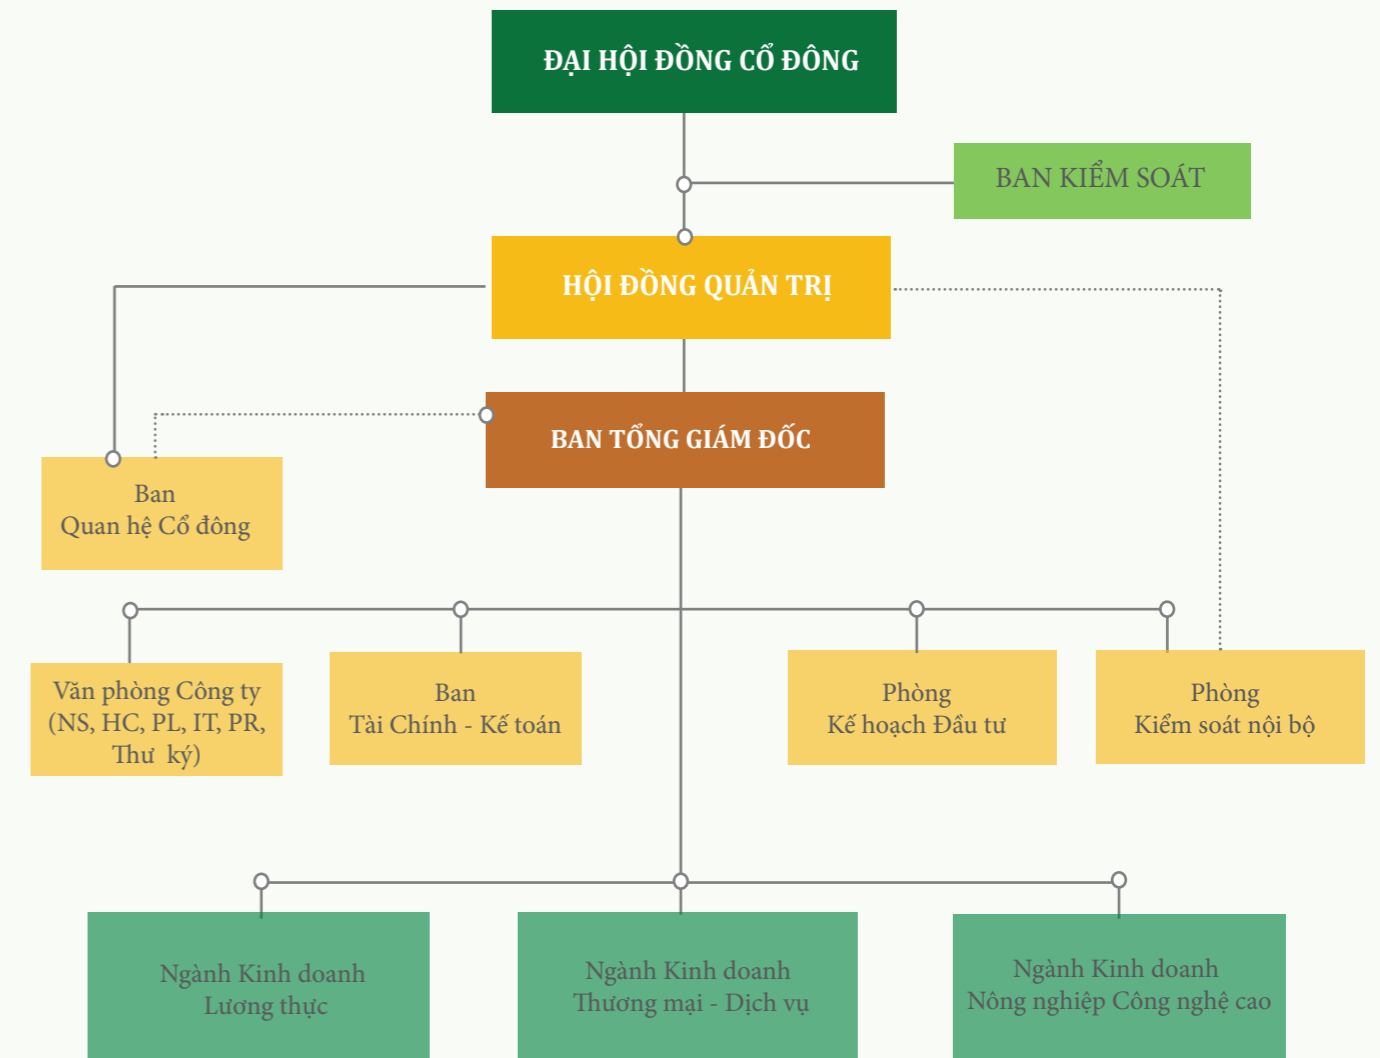 ĐẠI HỘI ĐỒNG CỔ ĐÔNG
BAN KIỂM SOÁT
HỘI ĐỒNG QUẢN TRỊ
BAN TỔNG GIÁM ĐỐC
Ban
Quan hệ Cổ đông
Văn phòng Công ty
(NS, HC, PL, IT, PR,
Thư ký)
Ban
Tài Chính - Kế toán
Phòng
Kế hoạch Đầu tư
Phòng
Kiểm soát nội bộ
Ngành Kinh doanh
Lương thực
Ngành Kinh doanh
Thương mại - Dịch vụ
Ngành Kinh doanh
Nông nghiệp Công nghệ cao